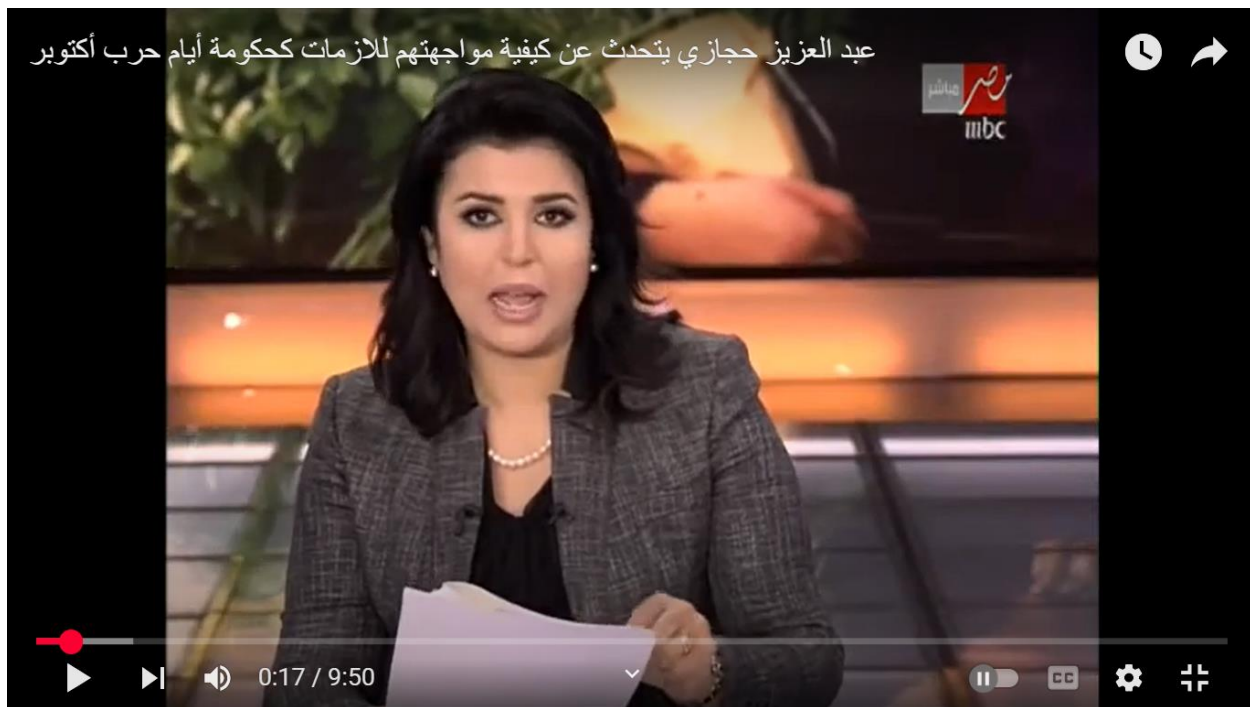 عبد العزيز حجازي يتحدث عن كيفية مواجهتهم للازمات كحكومة أيام حرب أكتوبر
مصر
مباشر
mbc
0:17 / 9:50
CC